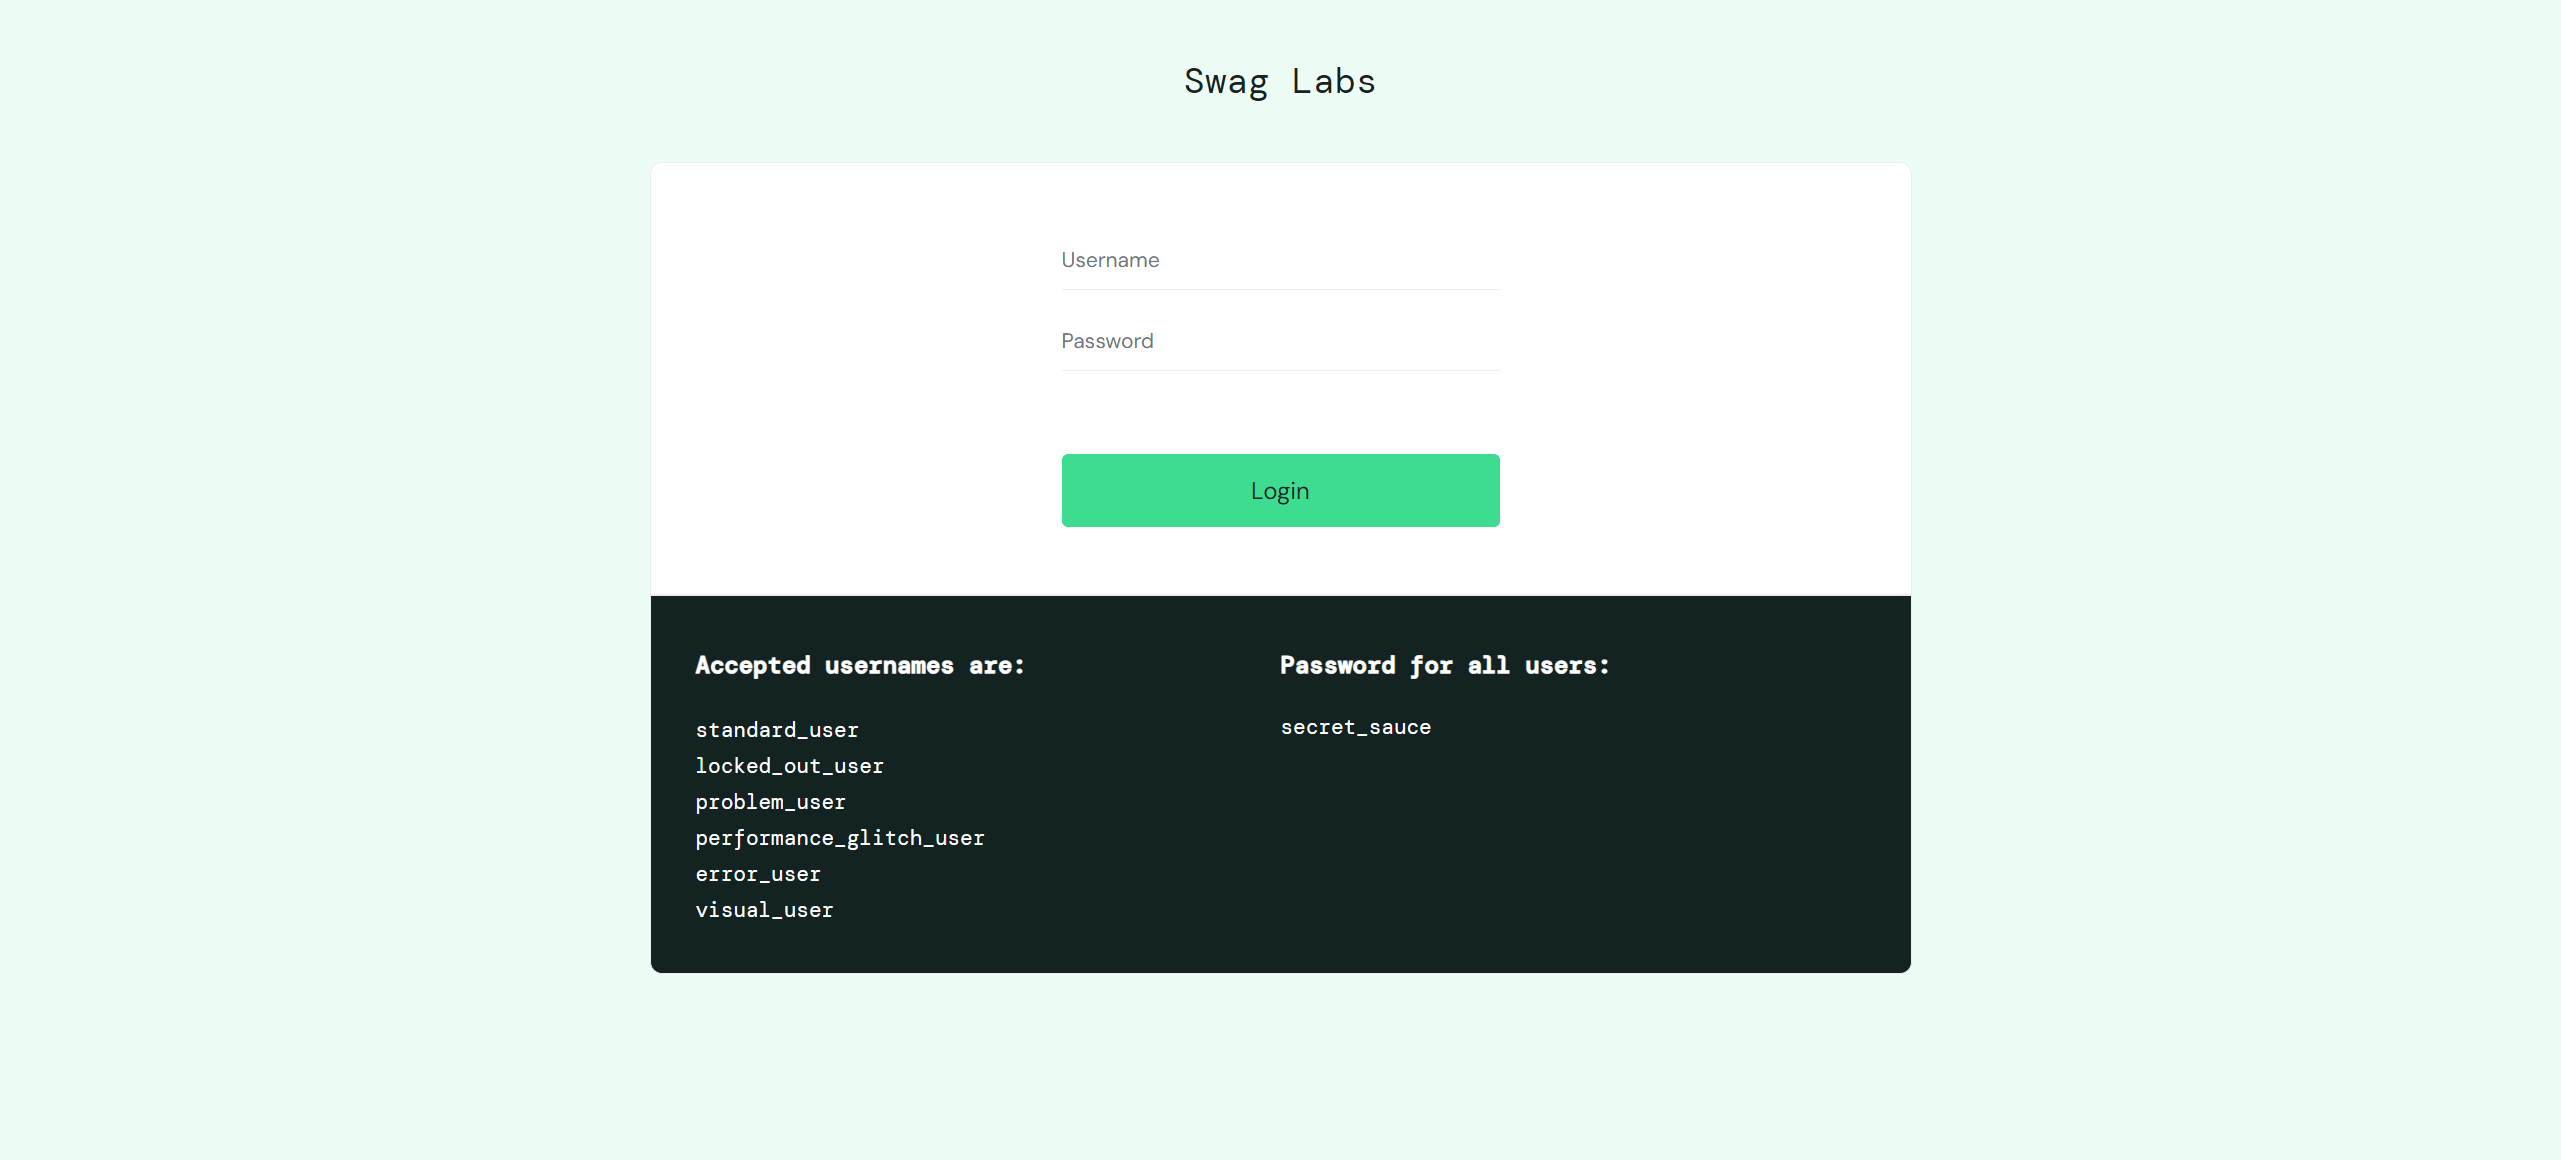 Swag Labs
Username
Password
Login
Accepted usernames are:
standard_user
locked_out_user
problem_user
performance_glitch_user
error_user
visual_user
Password for all users:
secret_sauce